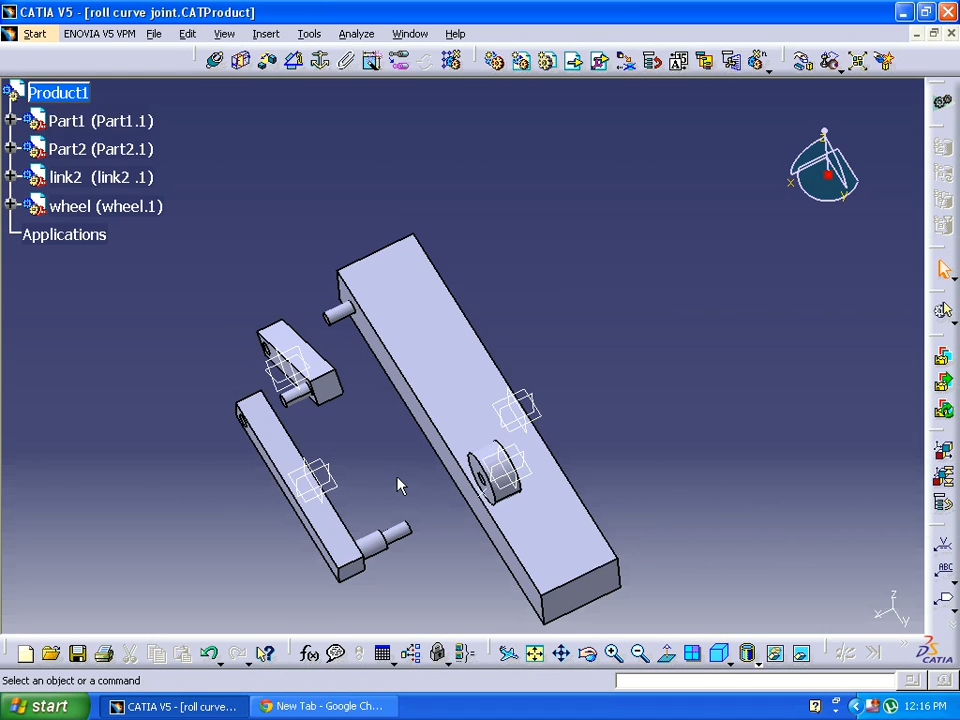 CATIA V5 - [roll curve joint.CATProduct]
Start ENOVIA V5 VPM File Edit View Insert Tools Analyze Window Help
Product1
Part1 (Part1.1)
Part2 (Part2.1)
link2 (link2 .1)
wheel (wheel.1)
Applications
z
x
y
ABC
z
x
y
f(x)
CATIA
Select an object or a command
start
CATIA V5 - [roll curve...
New Tab - Google Ch...
12:16 PM